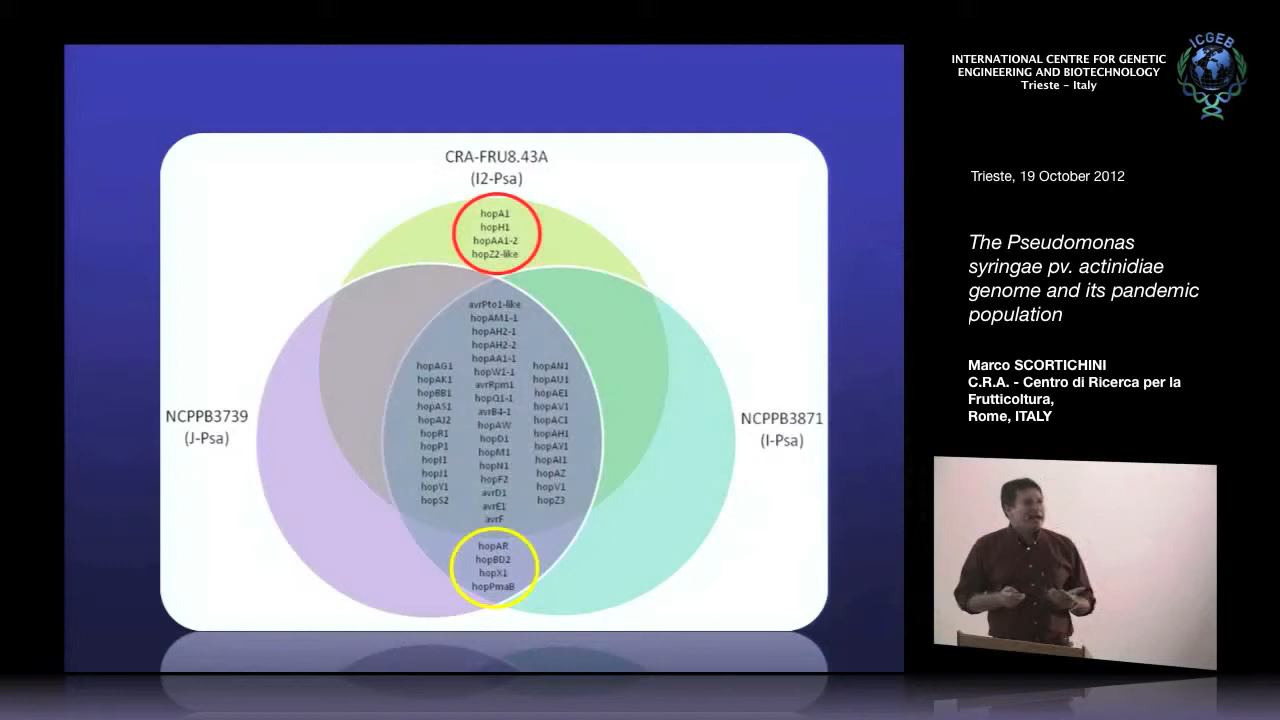 CRA-FRU8.43A
(I2-Psa)
hopA1
hopH1
hopAA1-2
hopZ2-like
avrPto1-like
hopAM1-1
hopAH2-1
hopAH2-2
hopAA1-1
hopW1-1
avrRpm1
hopQ1-1
avrB4-1
hopAW
hopD1
hopM1
hopN1
hopF2
avrD1
avrE1
avrF
hopAG1
hopAK1
hopBB1
hopAS1
hopAJ2
hopR1
hopP1
hopI1
hopJ1
hopY1
hopS2
hopAN1
hopAU1
hopAE1
hopAV1
hopAC1
hopAH1
hopAY1
hopAI1
hopAZ
hopV1
hopZ3
NCPPB3739
(J-Psa)
NCPPB3871
(I-Psa)
hopAR
hopBD2
hopX1
hopPmaB
INTERNATIONAL CENTRE FOR GENETIC
ENGINEERING AND BIOTECHNOLOGY
Trieste - Italy
ICGEB
Trieste, 19 October 2012
The Pseudomonas
syringae pv. actinidiae
genome and its pandemic
population
Marco SCORTICHINI
C.R.A. - Centro di Ricerca per la
Frutticoltura,
Rome, ITALY